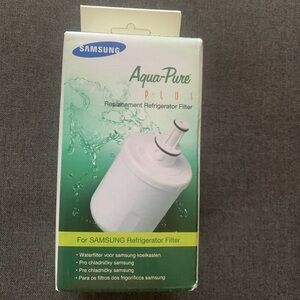 SAMSUNG
Aqua-Pure
PLUS
Replacement Refrigerator Filter
For SAMSUNG Refrigerator Filter
• Waterfilter voor samsung koelkasten
• Pro chladničky samsung
• Pre chladničky samsung
• Para os filtros dos frigoríficos samsung